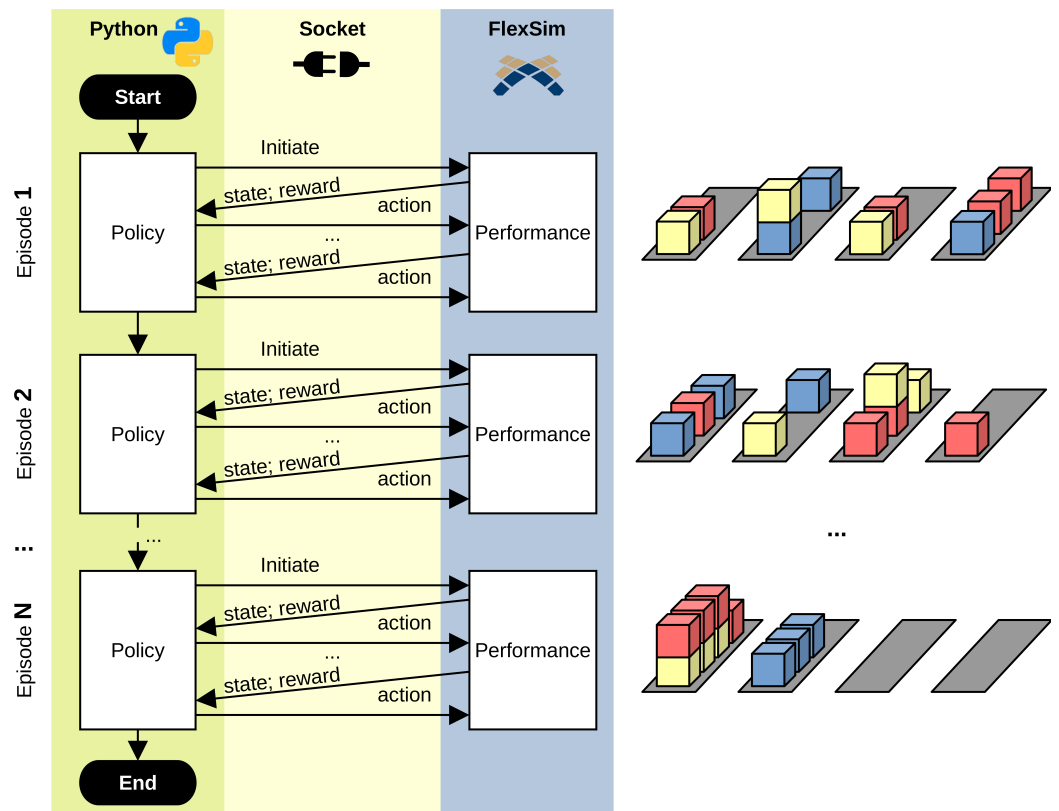 Python
Socket
FlexSim
Start
Episode 1
Policy
Initiate
state; reward
action
...
state; reward
action
Performance
Episode 2
Policy
Initiate
state; reward
action
...
state; reward
action
Performance
...
...
...
Episode N
Policy
Initiate
state; reward
action
...
state; reward
action
Performance
End